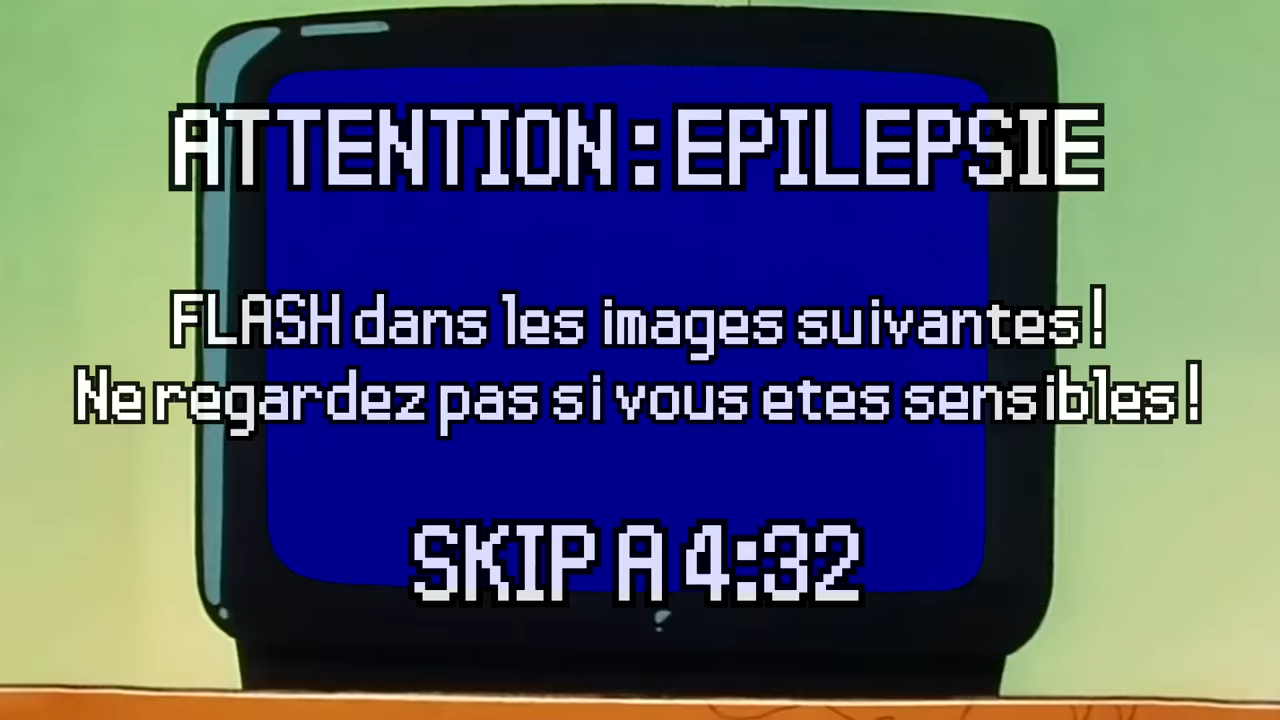 ATTENTION : EPILEPSIE
FLASH dans les images suivantes !
Ne regardez pas si vous etes sensibles !
SKIP A 4:32